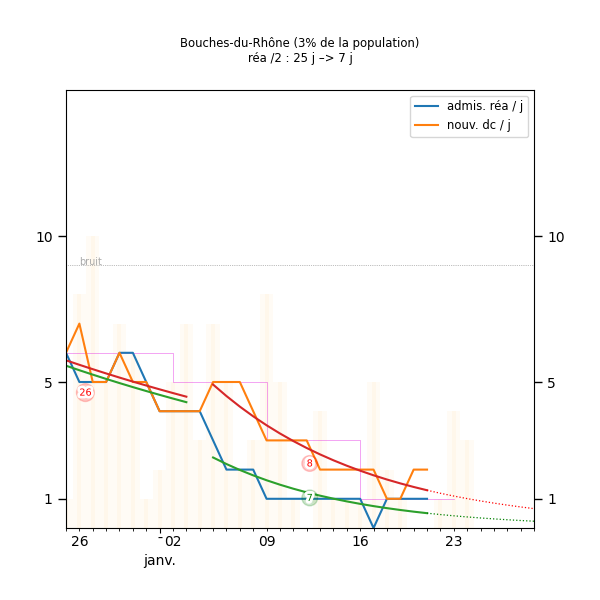 Bouches-du-Rhône (3% de la population)
réa /2 : 25 j –> 7 j
admis. réa / j
nouv. dc / j
10
10
bruit
5
5
26
8
7
1
1
26
02
09
16
23
janv.